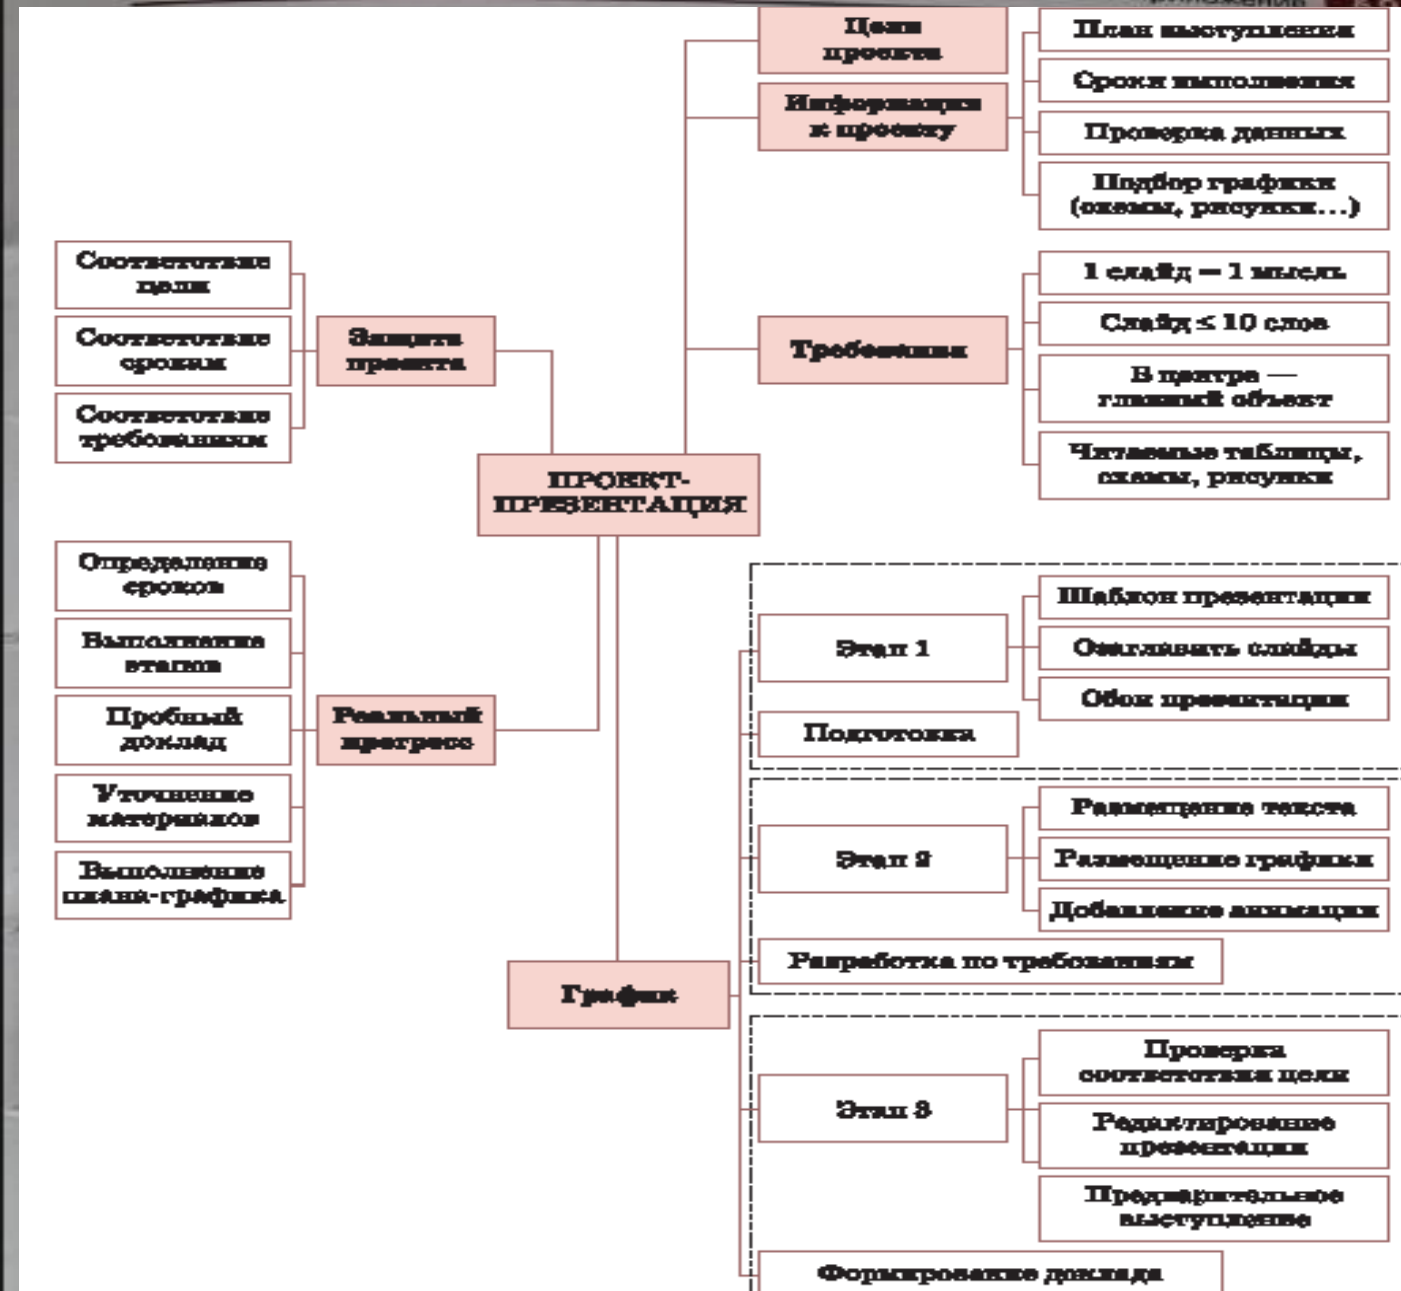 Цели
проекта
Информация
к проекту
План выступления
Сроки выполнения
Проверка данных
Подбор графики
(схемы, рисунки...)
Требования
1 слайд — 1 мысль
Слайд ≤ 10 слов
В центре —
главный объект
Читаемые таблицы,
схемы, рисунки
Соответствие
цели
Соответствие
срокам
Соответствие
требованиям
Защита
проекта
ПРОЕКТ-
ПРЕЗЕНТАЦИЯ
Определение
сроков
Выполнение
этапов
Пробный
доклад
Уточнение
материалов
Выполнение
плана-графика
Реальный
прогресс
График
Этап 1
Шаблон презентации
Озаглавить слайды
Обои презентации
Подготовка
Этап 2
Размещение текста
Размещение графики
Добавление анимации
Разработка по требованиям
Этап 3
Проверка
соответствия цели
Редактирование
презентации
Предварительное
выступление
Формирование доклада